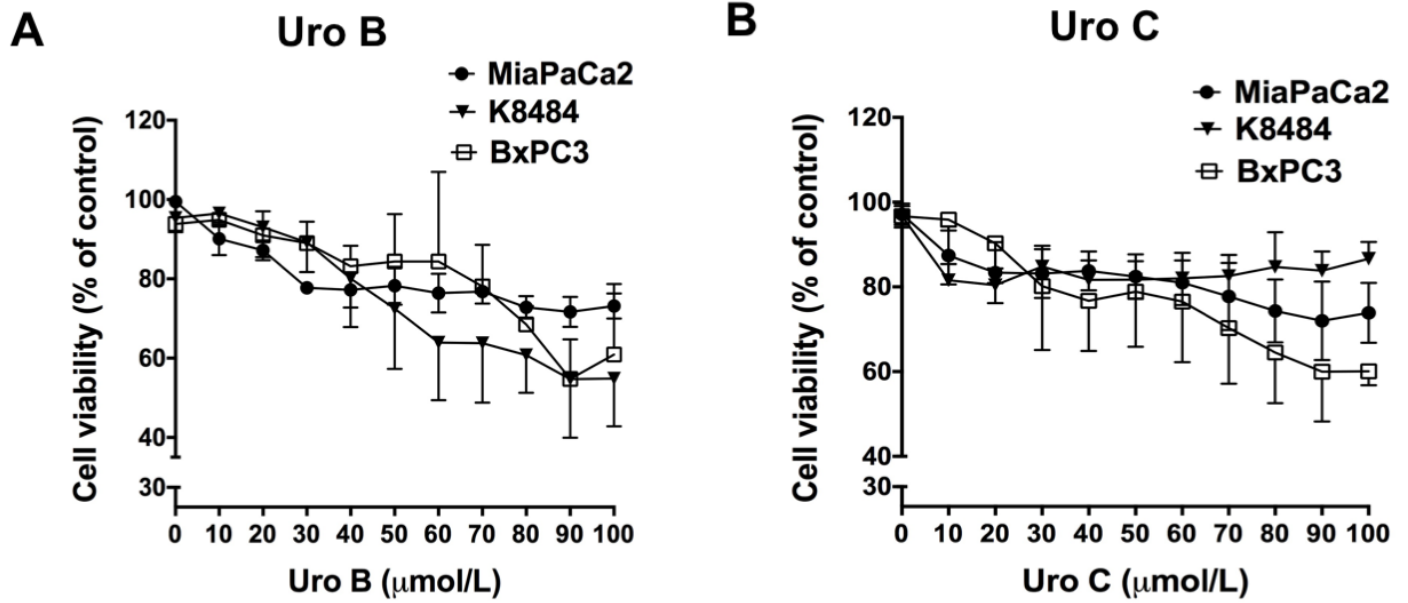 A
Uro B
MiaPaCa2
K8484
BxPC3
Cell viability (% of control)
120
100
80
60
40
30
0 10 20 30 40 50 60 70 80 90 100
Uro B (μmol/L)
B
Uro C
MiaPaCa2
K8484
BxPC3
Cell viability (% of control)
120
100
80
60
40
30
0 10 20 30 40 50 60 70 80 90 100
Uro C (μmol/L)